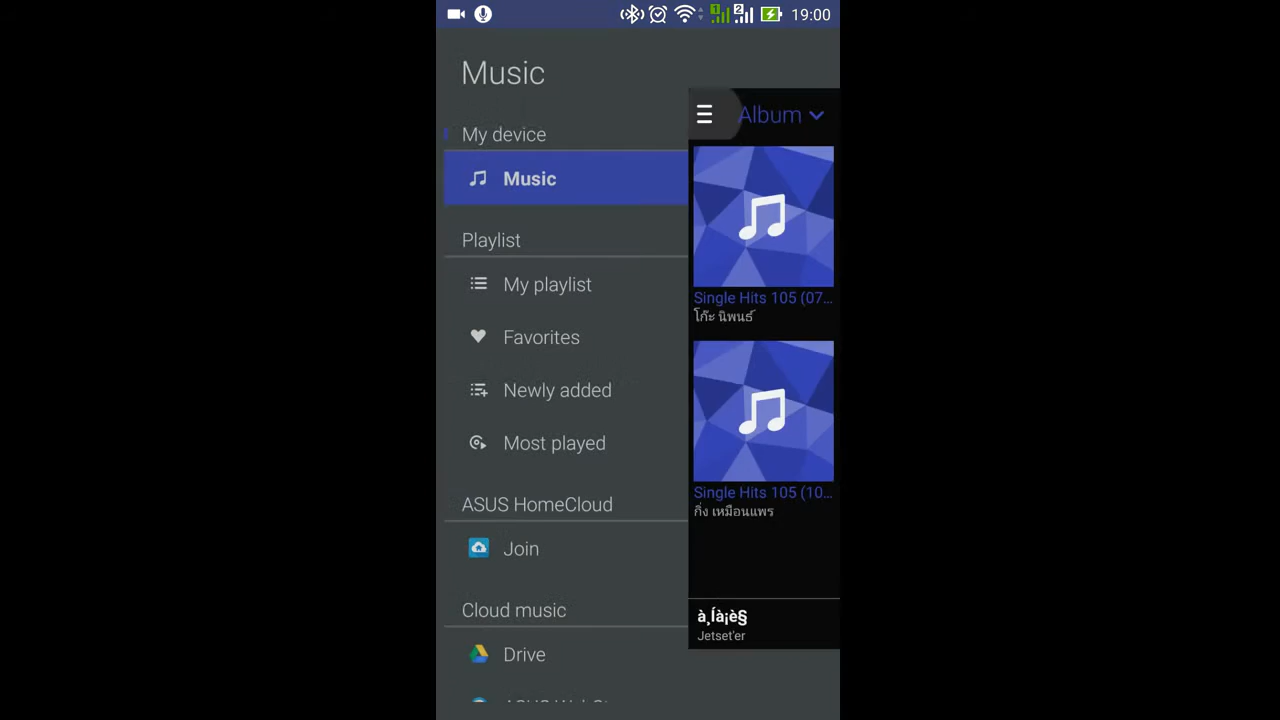 19:00
Music
My device
Music
Playlist
My playlist
Favorites
Newly added
Most played
ASUS HomeCloud
Join
Cloud music
Drive
Album
Single Hits 105 (07...
โก๊ะ นิพนธ์
Single Hits 105 (10...
กิ่ง เหมือนแพร
à¸Íà¡è§
Jetset'er